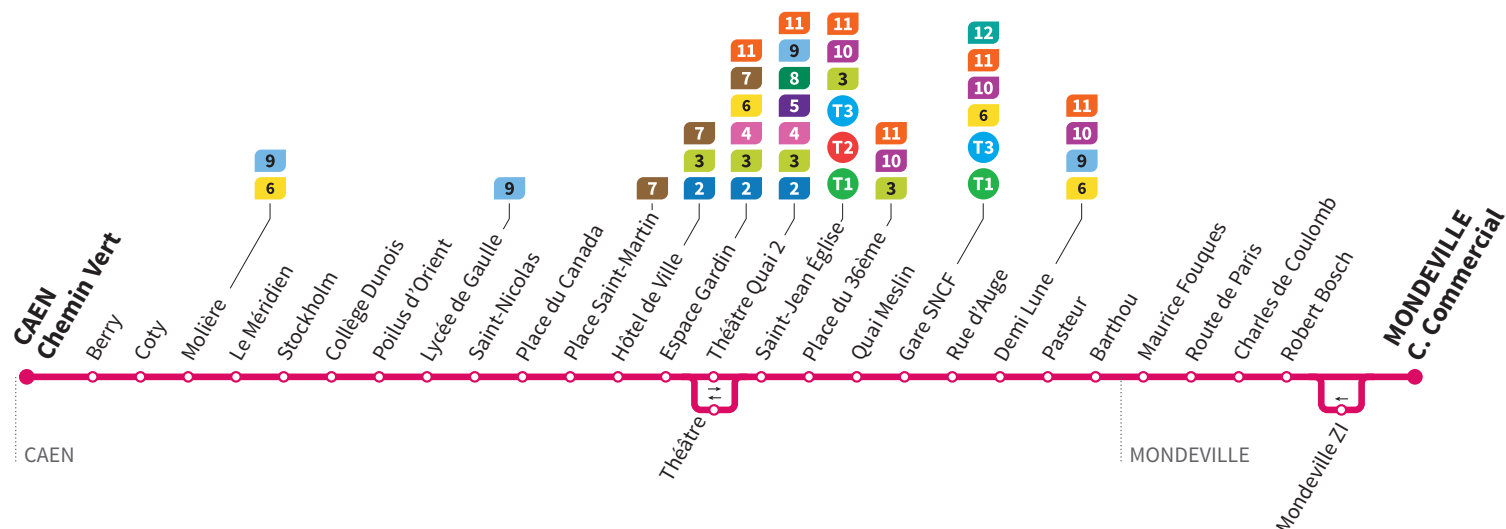 11
9
8
5
4
3
2
11
10
3
T3
T2
T1
12
11
10
6
T3
T1
11
7
6
4
3
2
11
10
9
6
7
3
2
11
10
3
9
6
9
7
CAEN
Chemin Vert
Berry
Coty
Molière
Le Méridien
Stockholm
Collège Dunois
Poilus d’Orient
Lycée de Gaulle
Saint-Nicolas
Place du Canada
Place Saint-Martin
Hôtel de Ville
Espace Gardin
Théâtre Quai 2
Saint-Jean Église
Place du 36ème
Quai Meslin
Gare SNCF
Rue d’Auge
Demi Lune
Pasteur
Barthou
Maurice Fouques
Route de Paris
Charles de Coulomb
Robert Bosch
MONDEVILLE
C. Commercial
Théâtre
Mondeville ZI
CAEN
MONDEVILLE